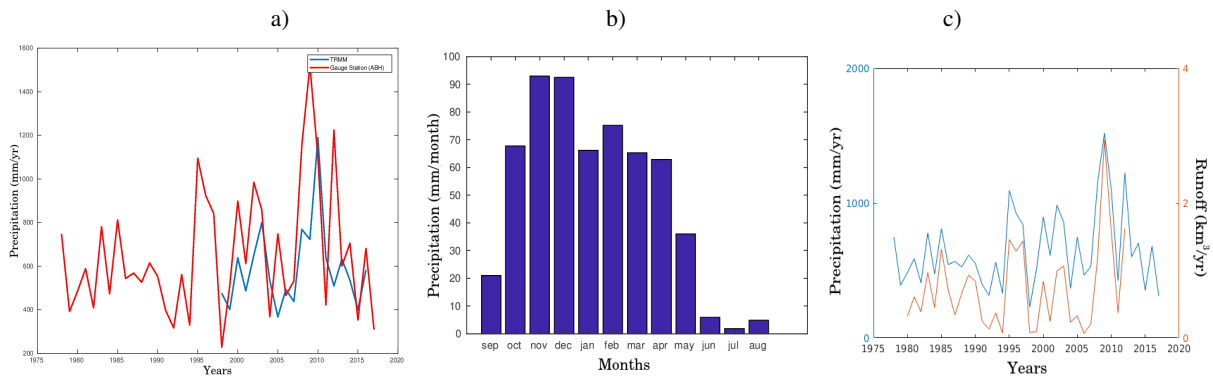 a)
1600
1400
1200
1000
800
600
400
200
1975
1980
1985
1990
1995
2000
2005
2010
2015
2020
Precipitation (mm/yr)
Years
TRMM
Gauge Station (ABH)
b)
100
90
80
70
60
50
40
30
20
10
0
sep oct nov dec jan feb mar apr may jun jul aug
Precipitation (mm/month)
Months
c)
2000
1000
0
4
2
0
1975 1980 1985 1990 1995 2000 2005 2010 2015 2020
Precipitation (mm/yr)
Runoff (km³/yr)
Years